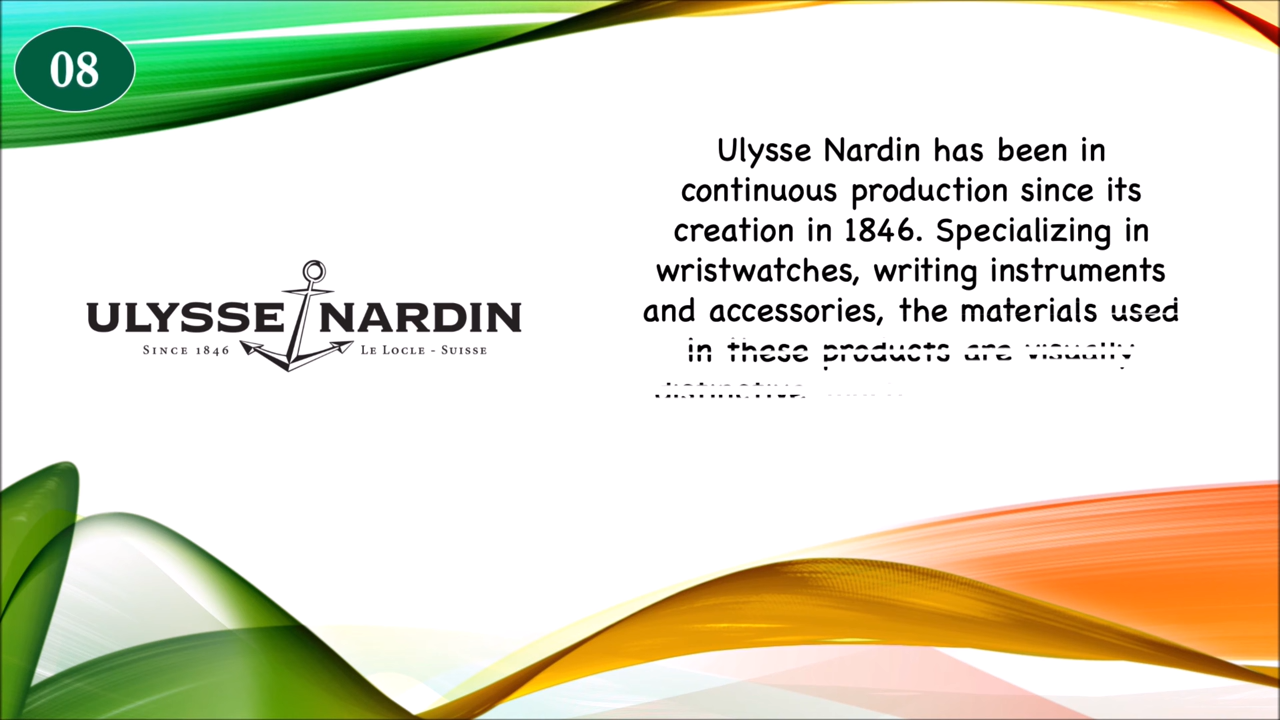 08
Ulysse Nardin has been in
continuous production since its
creation in 1846. Specializing in
wristwatches, writing instruments
and accessories, the materials used
in these products are visually
distinctive
ULYSSE NARDIN
SINCE 1846 LE LOCLE - SUISSE